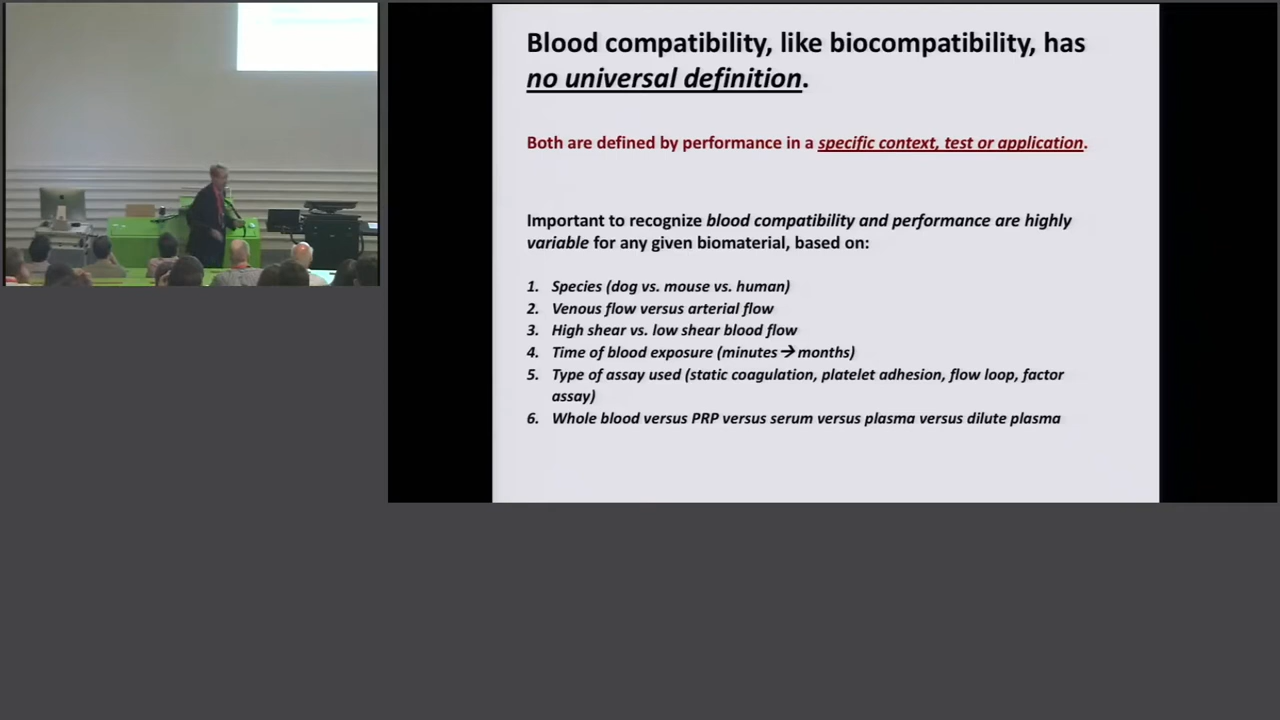 Blood compatibility, like biocompatibility, has
no universal definition.
Both are defined by performance in a specific context, test or application.
Important to recognize blood compatibility and performance are highly
variable for any given biomaterial, based on:
1. Species (dog vs. mouse vs. human)
2. Venous flow versus arterial flow
3. High shear vs. low shear blood flow
4. Time of blood exposure (minutes→months)
5. Type of assay used (static coagulation, platelet adhesion, flow loop, factor
assay)
6. Whole blood versus PRP versus serum versus plasma versus dilute plasma